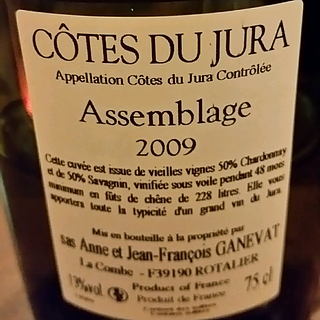 CÔTES DU JURA
Appellation Côtes du Jura Contrôlée
Assemblage
2009
Cette cuvée est issue de vieilles vignes 50% Chardonnay
et de 50% Savagnin, vinifiée sous voile pendant 48 mois
minimum en fûts de chêne de 228 litres. Elle vous
apportera toute la typicité d'un grand vin du Jura.
Mis en bouteille à la propriété par
sas Anne et Jean-François GANEVAT
La Combe - F39190 ROTALIER
13%vol
Product of France
Produit de France
75 cl